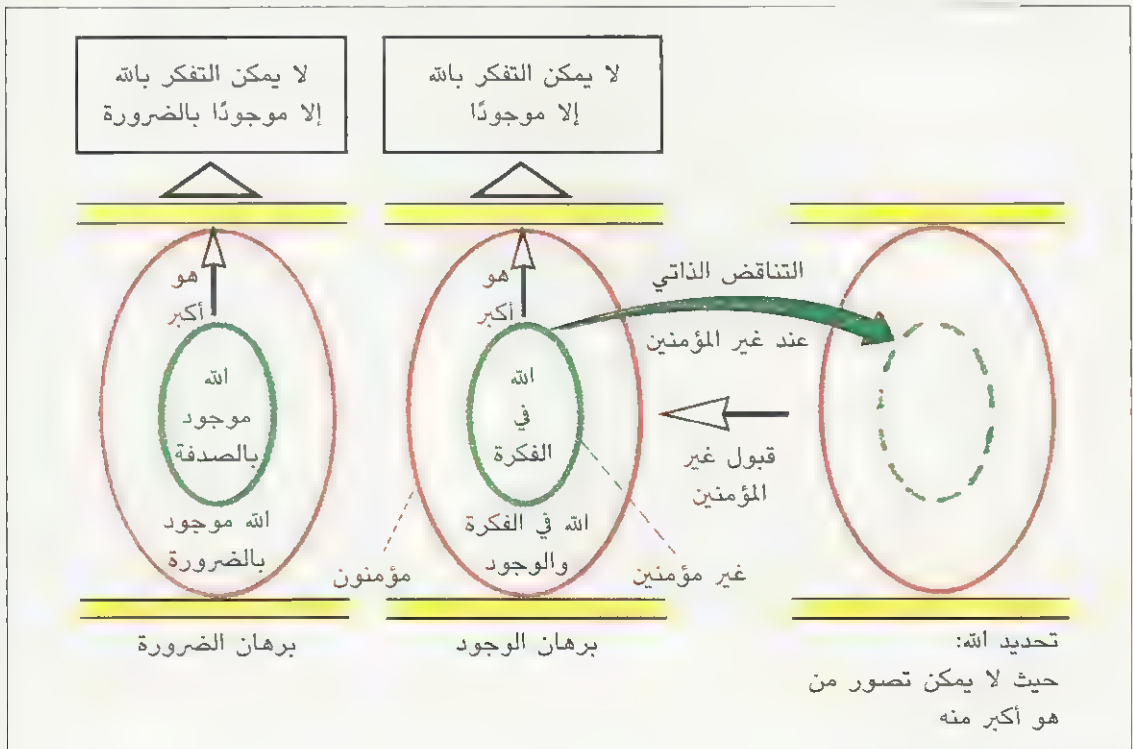 لا يمكن التفكر بالله
إلا موجودًا
لا يمكن التفكر بالله
إلا موجودًا بالضرورة
التناقض الذاتي
عند غير المؤمنين
قبول غير
المؤمنين
هو
أكبر
الله
في
الفكرة
الله في الفكرة
والوجود
غير مؤمنين
مؤمنون
هو
أكبر
الله
موجود
بالصدفة
الله موجود
بالضرورة
تحديد الله:
حيث لا يمكن تصور من
هو أكبر منه
برهان الوجود
برهان الضرورة